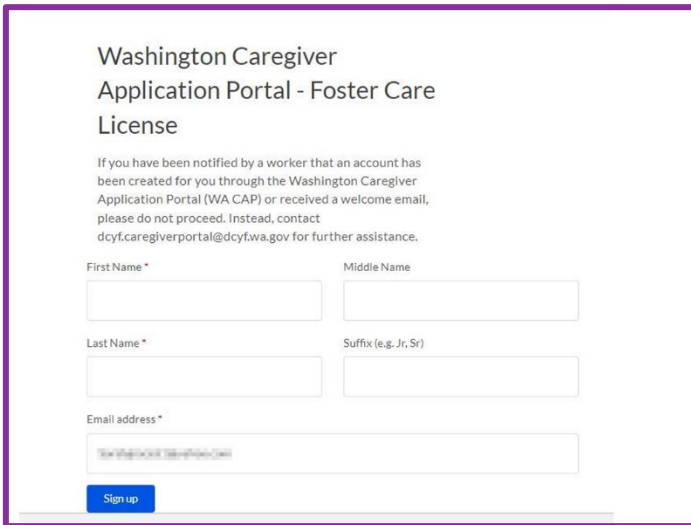 Washington Caregiver
Application Portal - Foster Care
License
If you have been notified by a worker that an account has
been created for you through the Washington Caregiver
Application Portal (WA CAP) or received a welcome email,
please do not proceed. Instead, contact
dcyf.caregiverportal@dcyf.wa.gov for further assistance.
First Name * Middle Name
Last Name * Suffix (e.g. Jr, Sr)
Email address *
Sign up